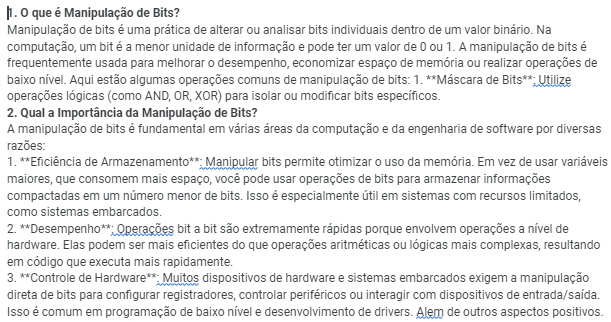 1. O que é Manipulação de Bits?
Manipulação de bits é uma prática de alterar ou analisar bits individuais dentro de um valor binário. Na
computação, um bit é a menor unidade de informação e pode ter um valor de 0 ou 1. A manipulação de bits é
frequentemente usada para melhorar o desempenho, economizar espaço de memória ou realizar operações de
baixo nível. Aqui estão algumas operações comuns de manipulação de bits: 1. **Máscara de Bits**: Utilize
operações lógicas (como AND, OR, XOR) para isolar ou modificar bits específicos.
2. Qual a Importância da Manipulação de Bits?
A manipulação de bits é fundamental em várias áreas da computação e da engenharia de software por diversas
razões:
1. **Eficiência de Armazenamento**: Manipular bits permite otimizar o uso da memória. Em vez de usar variáveis
maiores, que consomem mais espaço, você pode usar operações de bits para armazenar informações
compactadas em um número menor de bits. Isso é especialmente útil em sistemas com recursos limitados,
como sistemas embarcados.
2. **Desempenho**: Operações bit a bit são extremamente rápidas porque envolvem operações a nível de
hardware. Elas podem ser mais eficientes do que operações aritméticas ou lógicas mais complexas, resultando
em código que executa mais rapidamente.
3. **Controle de Hardware**: Muitos dispositivos de hardware e sistemas embarcados exigem a manipulação
direta de bits para configurar registradores, controlar periféricos ou interagir com dispositivos de entrada/saída.
Isso é comum em programação de baixo nível e desenvolvimento de drivers. Alem de outros aspectos positivos.